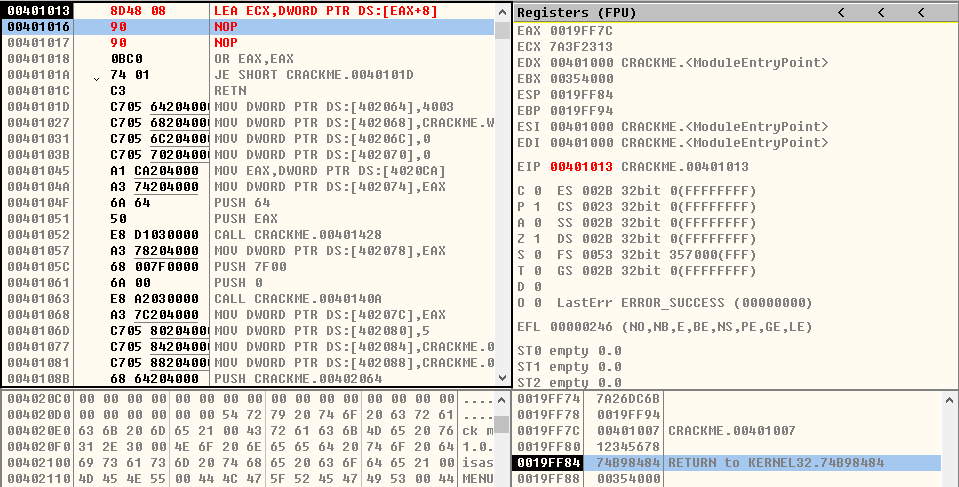 00401013 8D48 08 LEA ECX,DWORD PTR DS:[EAX+8]
00401016 90 NOP
00401017 90 NOP
00401018 0BC0 OR EAX,EAX
0040101A 74 01 JE SHORT CRACKME.0040101D
0040101C C3 RETN
0040101D C705 6420400 MOV DWORD PTR DS:[402064],4003
00401027 C705 6820400 MOV DWORD PTR DS:[402068],CRACKME.W
00401031 C705 6C20400 MOV DWORD PTR DS:[40206C],0
0040103B C705 7020400 MOV DWORD PTR DS:[402070],0
00401045 A1 CA204000 MOV EAX,DWORD PTR DS:[4020CA]
0040104A A3 74204000 MOV DWORD PTR DS:[402074],EAX
0040104F 6A 64 PUSH 64
00401051 50 PUSH EAX
00401052 E8 D1030000 CALL CRACKME.00401428
00401057 A3 78204000 MOV DWORD PTR DS:[402078],EAX
0040105C 68 007F0000 PUSH 7F00
00401061 6A 00 PUSH 0
00401063 E8 A2030000 CALL CRACKME.0040140A
00401068 A3 7C204000 MOV DWORD PTR DS:[40207C],EAX
0040106D C705 8020400 MOV DWORD PTR DS:[402080],5
00401077 C705 8420400 MOV DWORD PTR DS:[402084],CRACKME.0
00401081 C705 8820400 MOV DWORD PTR DS:[402088],CRACKME.0
0040108B 68 64204000 PUSH CRACKME.00402064
Registers (FPU) < < <
EAX 0019FF7C
ECX 7A3F2313
EDX 00401000 CRACKME.<ModuleEntryPoint>
EBX 00354000
ESP 0019FF84
EBP 0019FF94
ESI 00401000 CRACKME.<ModuleEntryPoint>
EDI 00401000 CRACKME.<ModuleEntryPoint>
EIP 00401013 CRACKME.00401013
C 0 ES 002B 32bit 0(FFFFFFFF)
P 1 CS 0023 32bit 0(FFFFFFFF)
A 0 SS 002B 32bit 0(FFFFFFFF)
Z 1 DS 002B 32bit 0(FFFFFFFF)
S 0 FS 0053 32bit 357000(FFF)
T 0 GS 002B 32bit 0(FFFFFFFF)
D 0
O 0 LastErr ERROR_SUCCESS (00000000)
EFL 00000246 (NO,NB,E,BE,NS,PE,GE,LE)
ST0 empty 0.0
ST1 empty 0.0
ST2 empty 0.0
004020C0 00 00 00 00 00 00 00 00 00 00 00 00 .....
004020D0 00 00 00 00 00 00 54 72 79 20 74 6F 20 63 72 61 .....
004020E0 63 6B 20 6D 65 21 00 43 72 61 63 6B 4D 65 20 76 ck m
004020F0 31 2E 30 00 4E 6F 20 6E 65 65 64 20 74 6F 20 64 1.0.
00402100 69 73 61 73 6D 20 74 68 65 20 63 6F 64 65 21 00 isas
00402110 4D 45 4E 55 00 44 4C 47 5F 52 45 47 49 53 00 44 MENU
0019FF74 7A26DC6B
0019FF78 0019FF94
0019FF7C 00401007 CRACKME.00401007
0019FF80 12345678
0019FF84 74B98484 RETURN to KERNEL32.74B98484
0019FF88 00354000